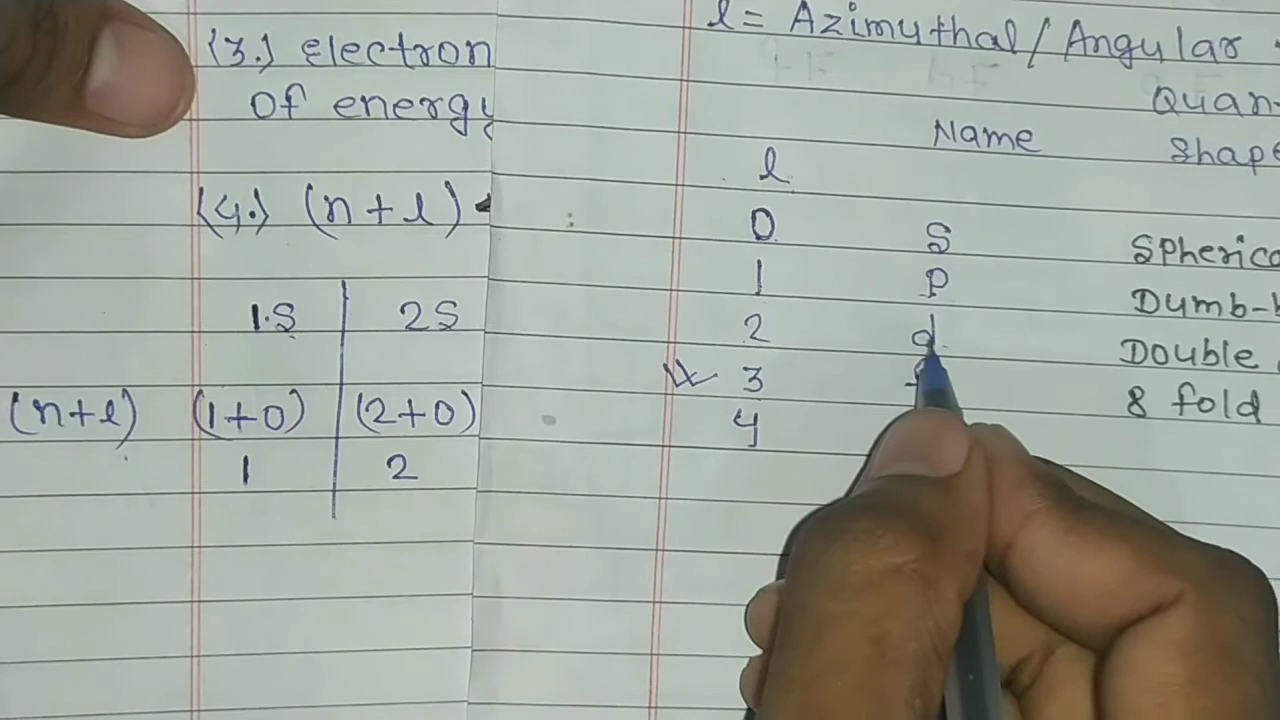 (3.) electron
of energy
(4.) (n+l)
1.S 2S
(n+l) (1+0) (2+0)
1 2
l = Azimuthal/Angular
Quan
Name Shape
l
0 S Spherica
1 P Dumb-b
2 d Double
3 f 8 fold
4